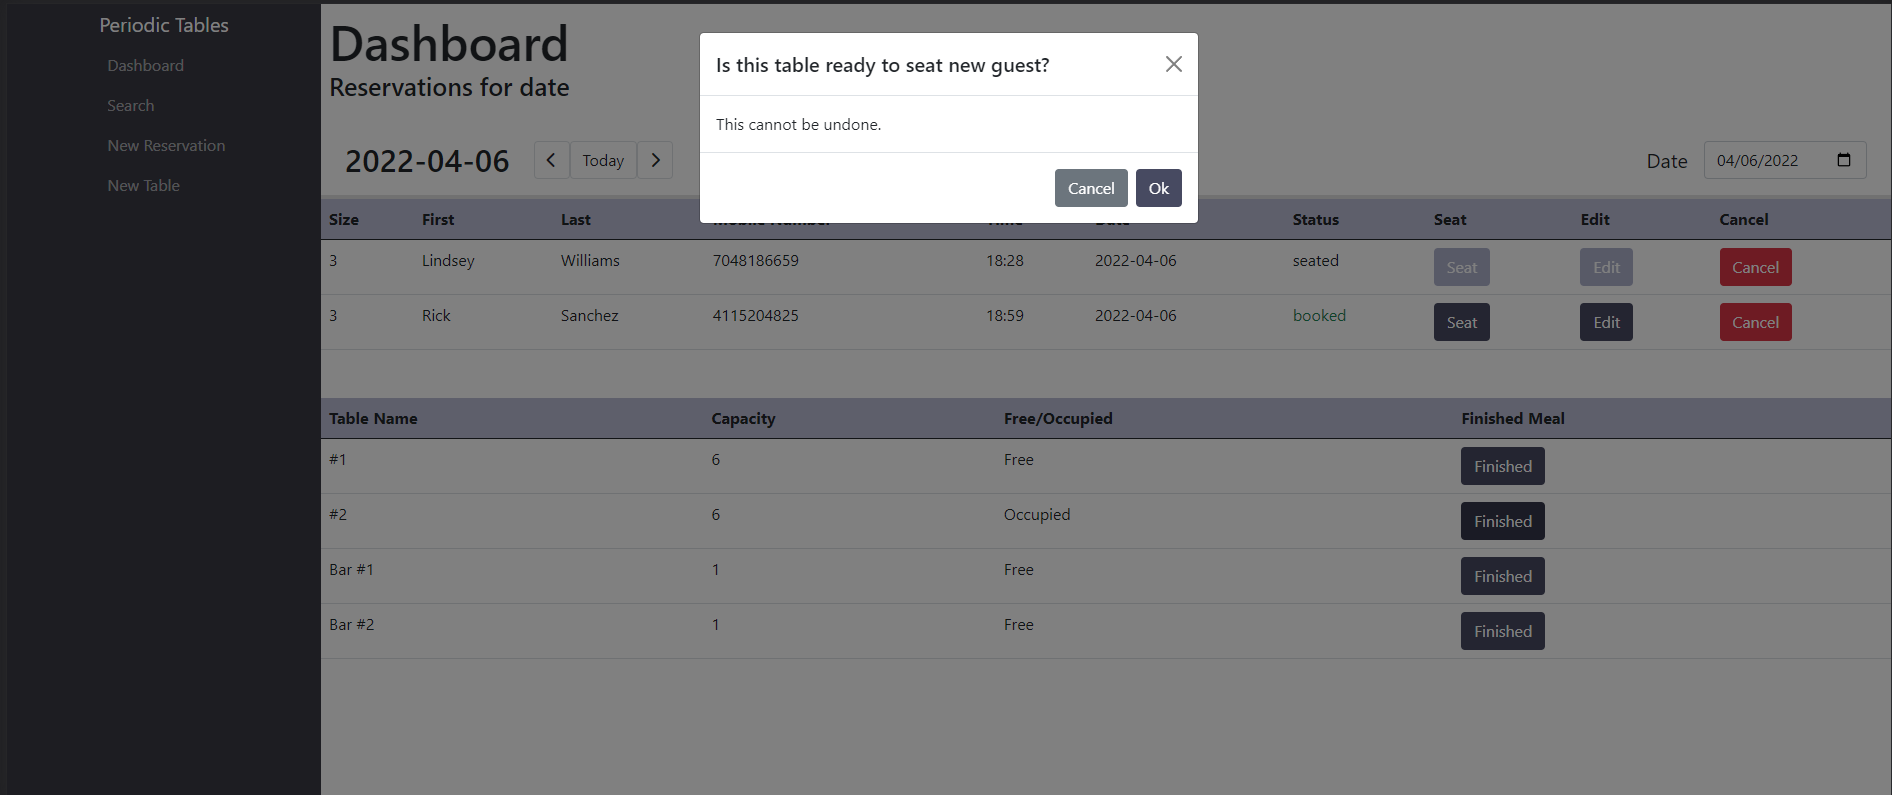 Periodic Tables
Dashboard
Search
New Reservation
New Table
Dashboard
Reservations for date
2022-04-06 Today Date 04/06/2022
Is this table ready to seat new guest?
This cannot be undone.
Cancel Ok
Size First Last Mobile Number Time Date Status Seat Edit Cancel
3 Lindsey Williams 7048186659 18:28 2022-04-06 seated Seat Edit Cancel
3 Rick Sanchez 4115204825 18:59 2022-04-06 booked Seat Edit Cancel
Table Name Capacity Free/Occupied Finished Meal
#1 6 Free Finished
#2 6 Occupied Finished
Bar #1 1 Free Finished
Bar #2 1 Free Finished